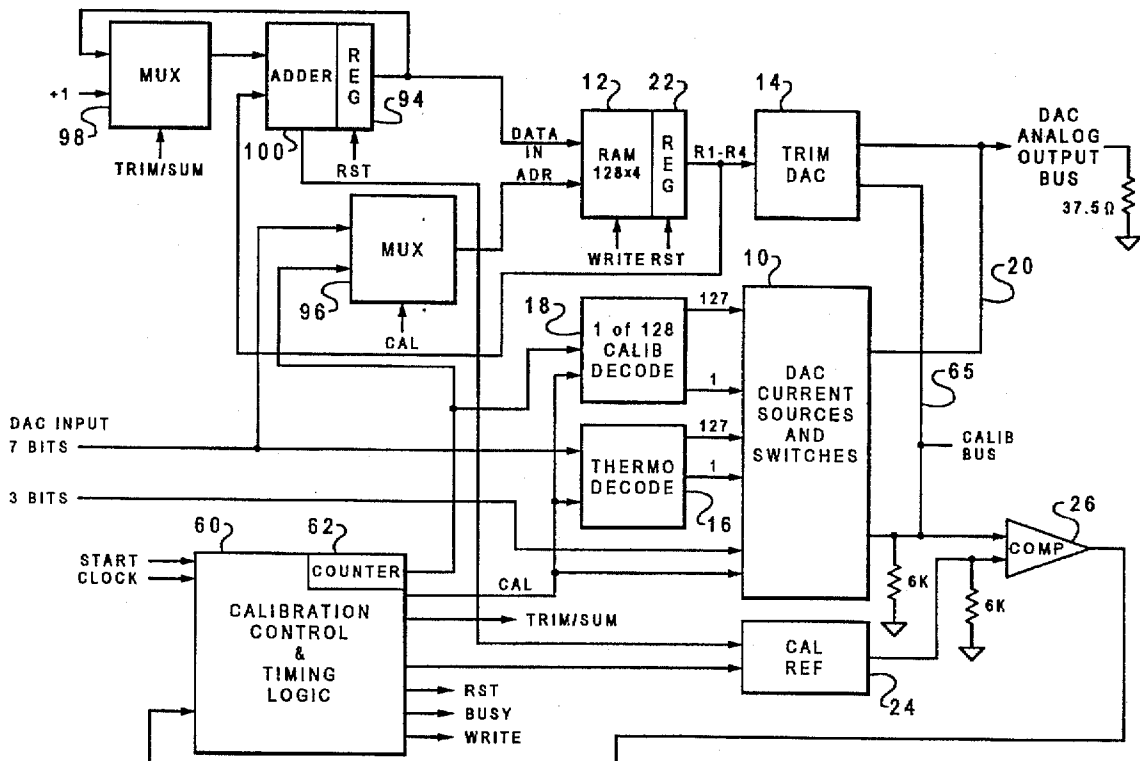 MUX
+1
98
TRIM/SUM
ADDER
REG
94
100
RST
DATA
IN
ADR
12
22
RAM
128x4
REG
WRITE
RST
R1-R4
14
TRIM
DAC
DAC
ANALOG
OUTPUT
BUS
37.5Ω
MUX
96
CAL
10
20
18
1 of 128
CALIB
DECODE
127
1
DAC
CURRENT
SOURCES
AND
SWITCHES
65
DAC INPUT
7 BITS
127
THERMO
DECODE
1
16
CALIB
BUS
3 BITS
60
62
START
CLOCK
COUNTER
CAL
26
COMP
6K
6K
CALIBRATION
CONTROL
&
TIMING
LOGIC
TRIM/SUM
CAL
REF
24
RST
BUSY
WRITE